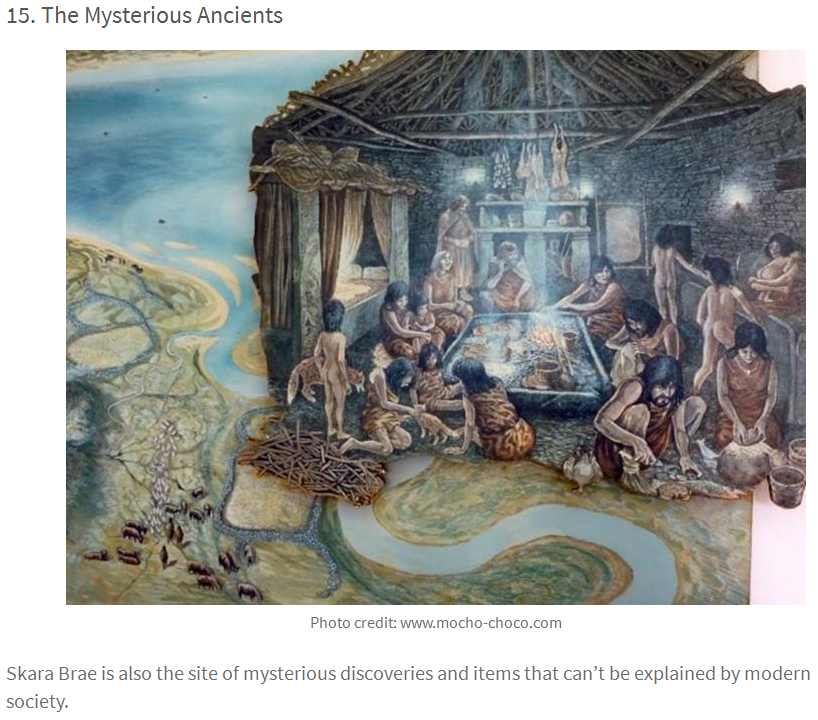 15. The Mysterious Ancients
Photo credit: www.mocho-choco.com
Skara Brae is also the site of mysterious discoveries and items that can’t be explained by modern
society.